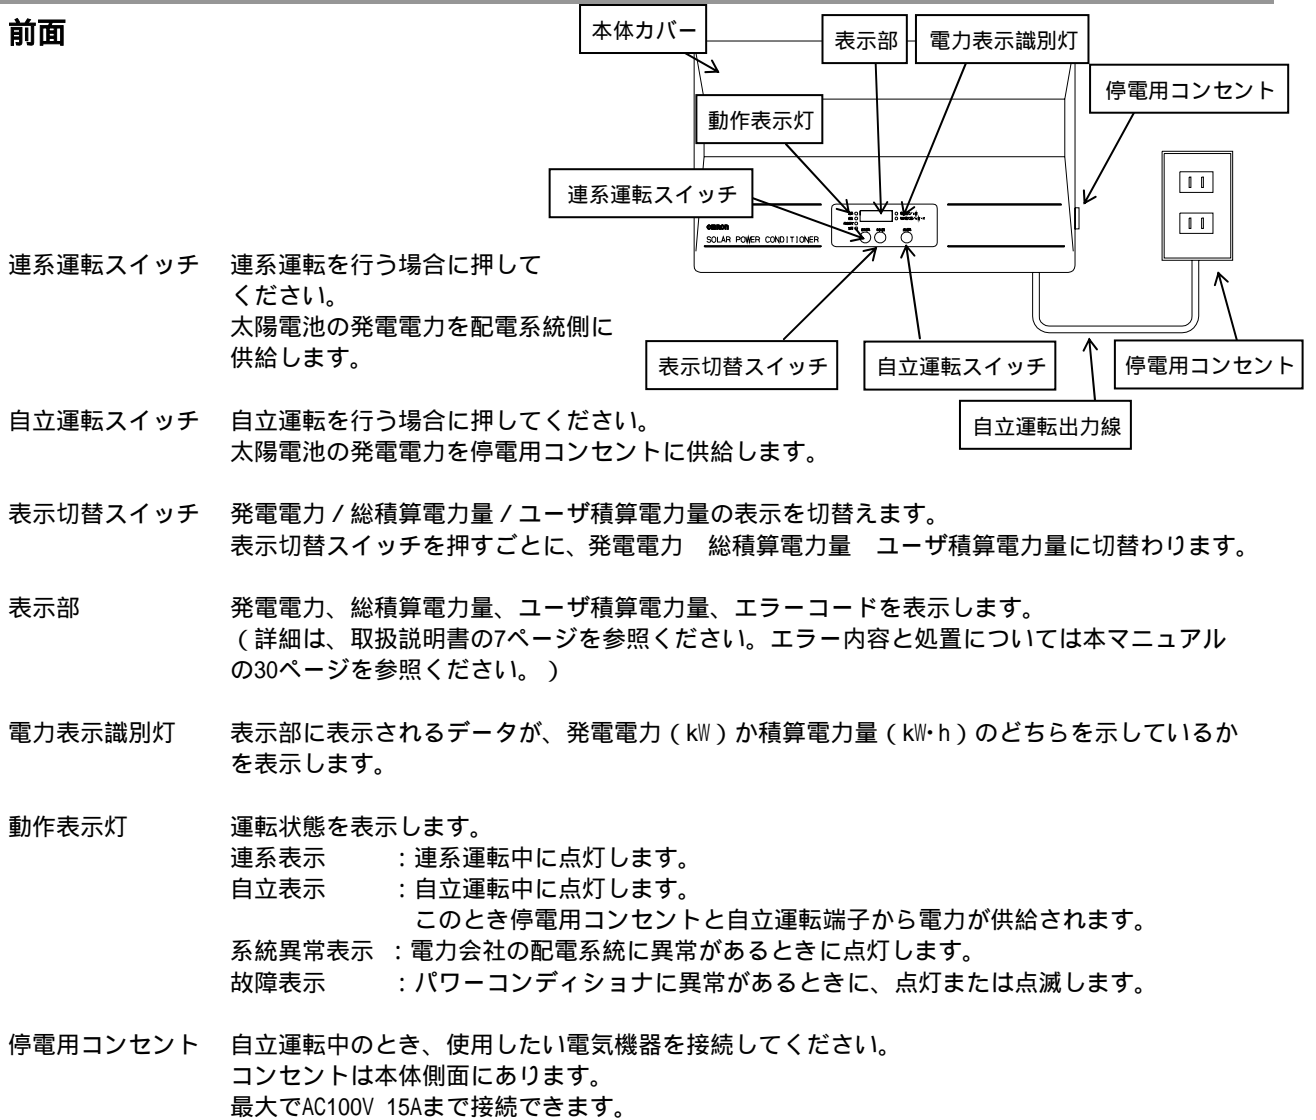 前面
本体カバー
表示部
電力表示識別灯
停電用コンセント
動作表示灯
連系運転スイッチ
omron
SOLAR POWER CONDITIONER
表示切替スイッチ
自立運転スイッチ
停電用コンセント
自立運転出力線
連系運転スイッチ 連系運転を行う場合に押して
ください。
太陽電池の発電電力を配電系統側に
供給します。
自立運転スイッチ 自立運転を行う場合に押してください。
太陽電池の発電電力を停電用コンセントに供給します。
表示切替スイッチ 発電電力/総積算電力量/ユーザ積算電力量の表示を切替えます。
表示切替スイッチを押すごとに、発電電力 総積算電力量 ユーザ積算電力量に切替わります。
表示部 発電電力、総積算電力量、ユーザ積算電力量、エラーコードを表示します。
(詳細は、取扱説明書の7ページを参照ください。エラー内容と処置については本マニュアル
の30ページを参照ください。)
電力表示識別灯 表示部に表示されるデータが、発電電力(kW)か積算電力量(kW・h)のどちらを示しているか
を表示します。
動作表示灯 運転状態を表示します。
連系表示 :連系運転中に点灯します。
自立表示 :自立運転中に点灯します。
このとき停電用コンセントと自立運転端子から電力が供給されます。
系統異常表示 :電力会社の配電系統に異常があるときに点灯します。
故障表示 :パワーコンディショナに異常があるときに、点灯または点滅します。
停電用コンセント 自立運転中のとき、使用したい電気機器を接続してください。
コンセントは本体側面にあります。
最大でAC100V 15Aまで接続できます。